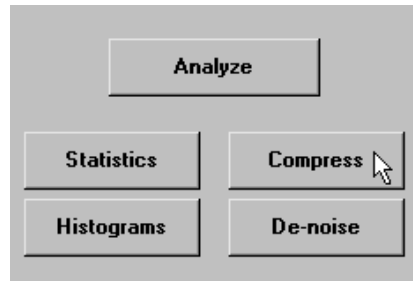 Analyze
Statistics
Compress
Histograms
De-noise